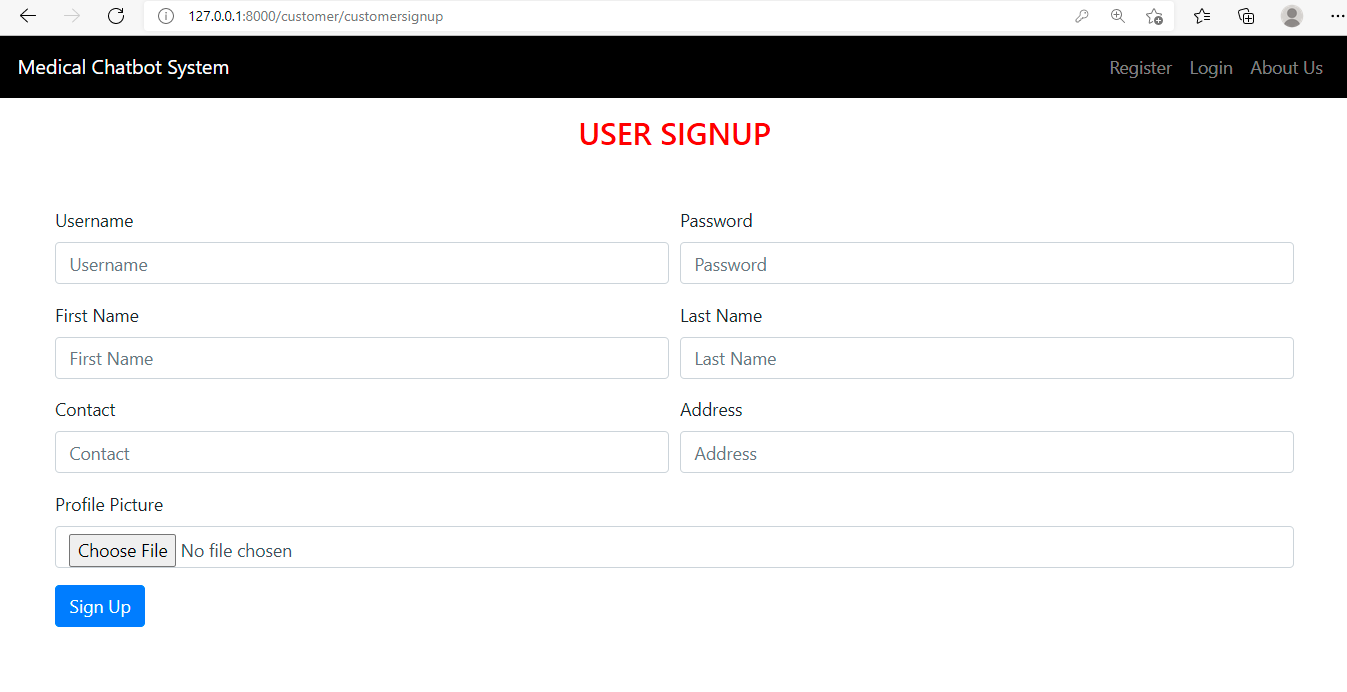 127.0.0.1:8000/customer/customersignup
Medical Chatbot System Register Login About Us
USER SIGNUP
Username Password
Username Password
First Name Last Name
First Name Last Name
Contact Address
Contact Address
Profile Picture
Choose File No file chosen
Sign Up